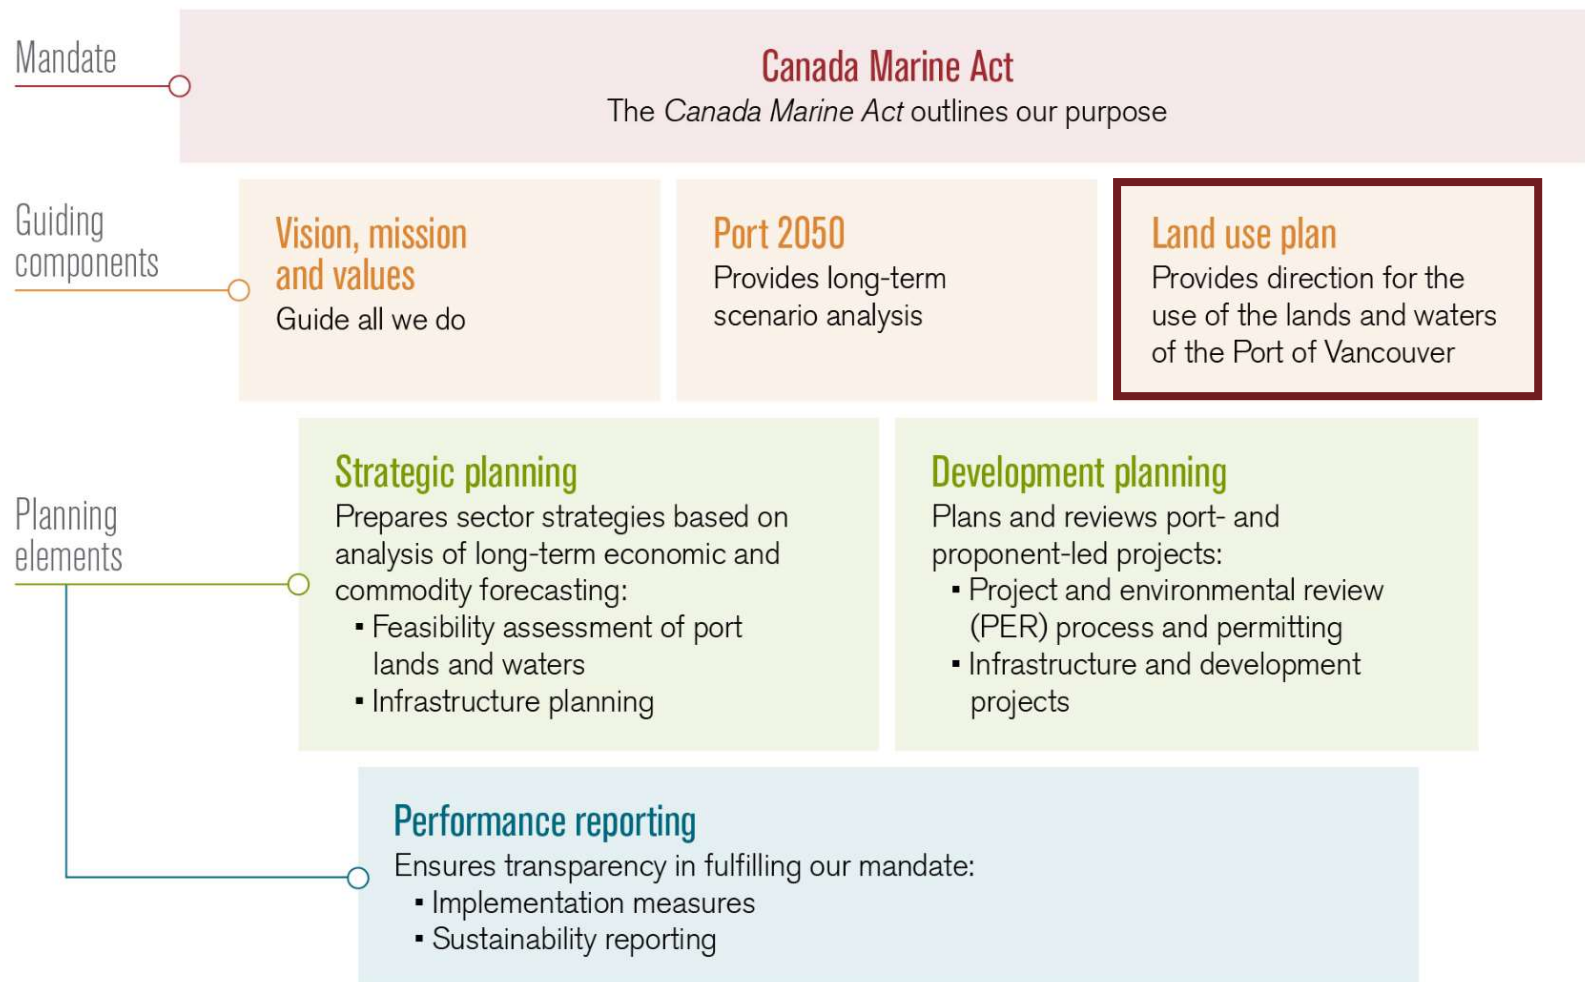 Mandate
Canada Marine Act
The Canada Marine Act outlines our purpose
Guiding
components
Vision, mission
and values
Guide all we do
Port 2050
Provides long-term
scenario analysis
Land use plan
Provides direction for the
use of the lands and waters
of the Port of Vancouver
Planning
elements
Strategic planning
Prepares sector strategies based on
analysis of long-term economic and
commodity forecasting:
▪ Feasibility assessment of port
lands and waters
▪ Infrastructure planning
Development planning
Plans and reviews port- and
proponent-led projects:
▪ Project and environmental review
(PER) process and permitting
▪ Infrastructure and development
projects
Performance reporting
Ensures transparency in fulfilling our mandate:
▪ Implementation measures
▪ Sustainability reporting